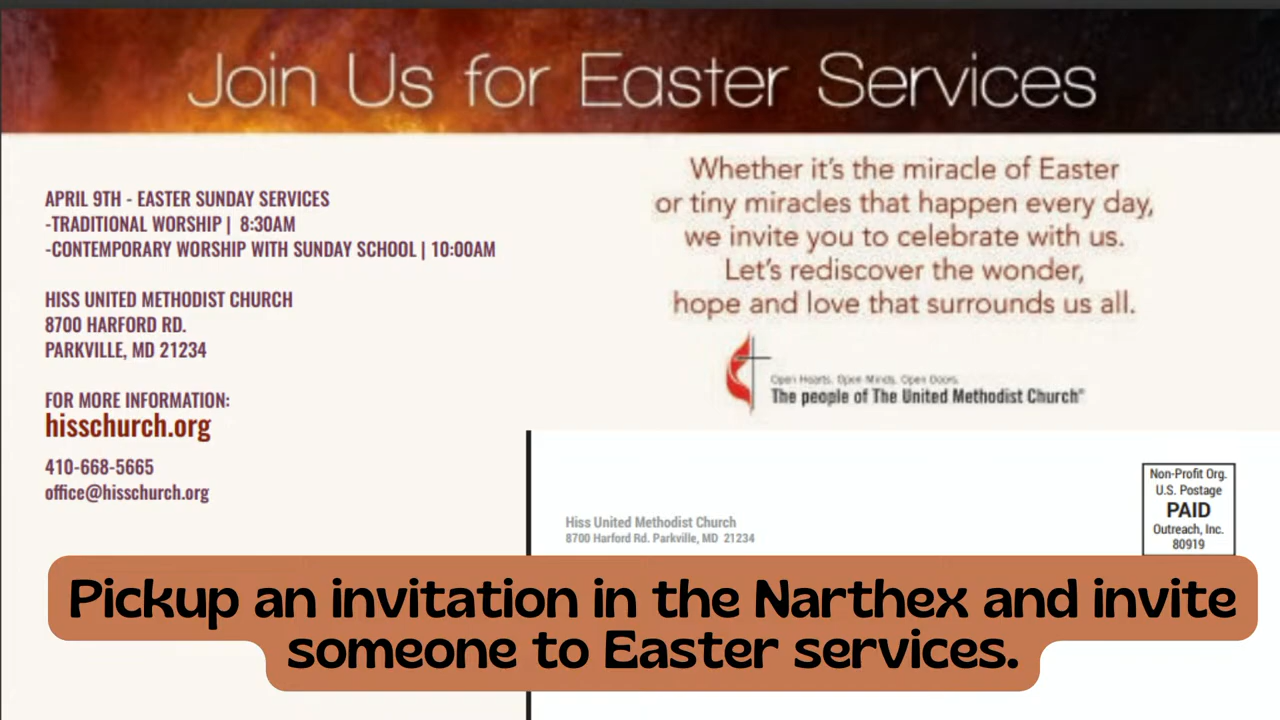 Join Us for Easter Services
APRIL 9TH - EASTER SUNDAY SERVICES
-TRADITIONAL WORSHIP | 8:30AM
-CONTEMPORARY WORSHIP WITH SUNDAY SCHOOL | 10:00AM
HISS UNITED METHODIST CHURCH
8700 HARFORD RD.
PARKVILLE, MD 21234
FOR MORE INFORMATION:
hisschurch.org
410-668-5665
office@hisschurch.org
Whether it's the miracle of Easter
or tiny miracles that happen every day,
we invite you to celebrate with us.
Let's rediscover the wonder,
hope and love that surrounds us all.
Open Hearts. Open Minds. Open Doors.
The people of The United Methodist Church®
Hiss United Methodist Church
8700 Harford Rd. Parkville, MD 21234
Non-Profit Org.
U.S. Postage
PAID
Outreach, Inc.
80919
Pickup an invitation in the Narthex and invite
someone to Easter services.